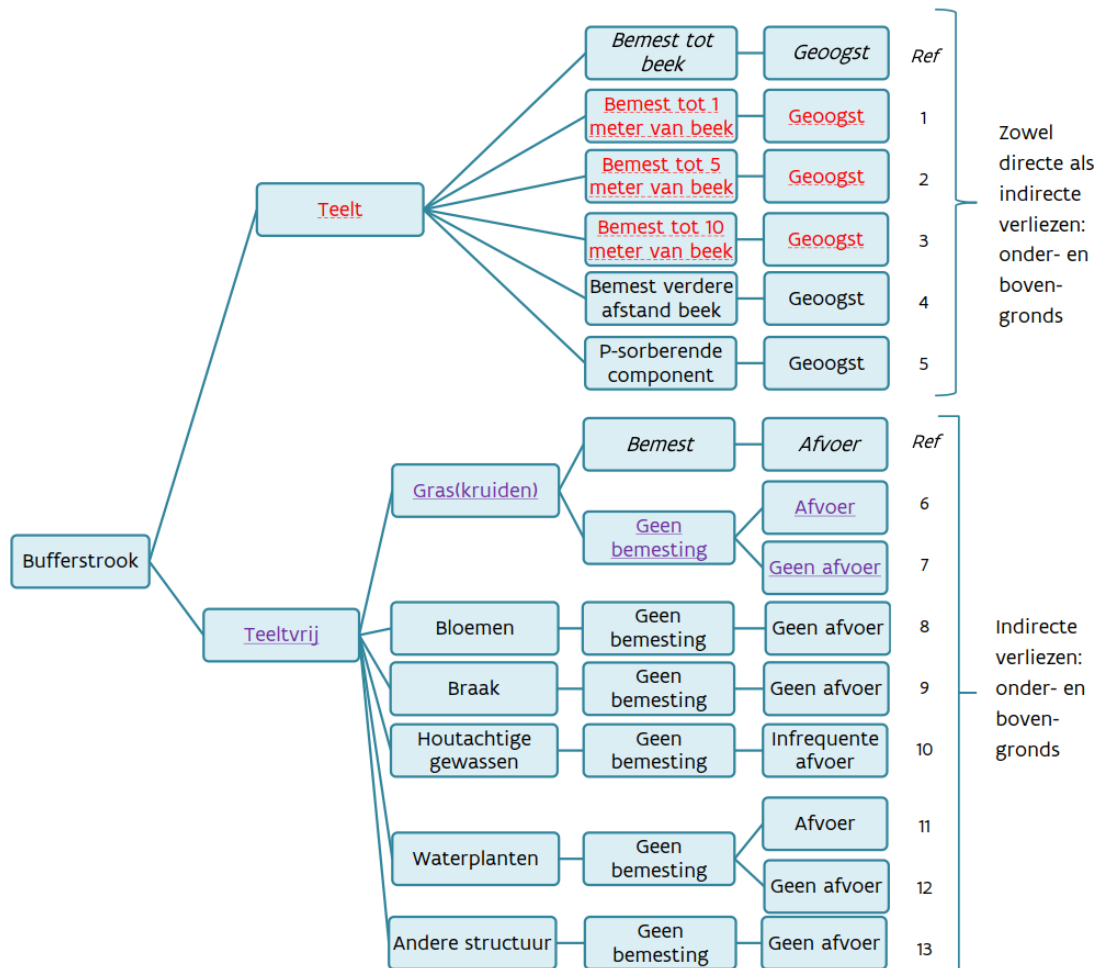 Bemest tot
beek
Geoogst
Ref
Bemest tot 1
meter van beek
Geoogst
1
Bemest tot 5
meter van beek
Geoogst
2
Teelt
Bemest tot 10
meter van beek
Geoogst
3
Bemest verdere
afstand beek
Geoogst
4
P-sorberende
component
Geoogst
5
Zowel
directe als
indirecte
verliezen:
onder- en
boven-
gronds
Bufferstrook
Teeltvrij
Gras(kruiden)
Bemest
Afvoer
Ref
Geen
bemesting
Afvoer
6
Geen afvoer
7
Bloemen
Geen
bemesting
Geen afvoer
8
Braak
Geen
bemesting
Geen afvoer
9
Houtachtige
gewassen
Geen
bemesting
Infrequente
afvoer
10
Waterplanten
Geen
bemesting
Afvoer
11
Geen afvoer
12
Andere structuur
Geen
bemesting
Geen afvoer
13
Indirecte
verliezen:
onder- en
boven-
gronds